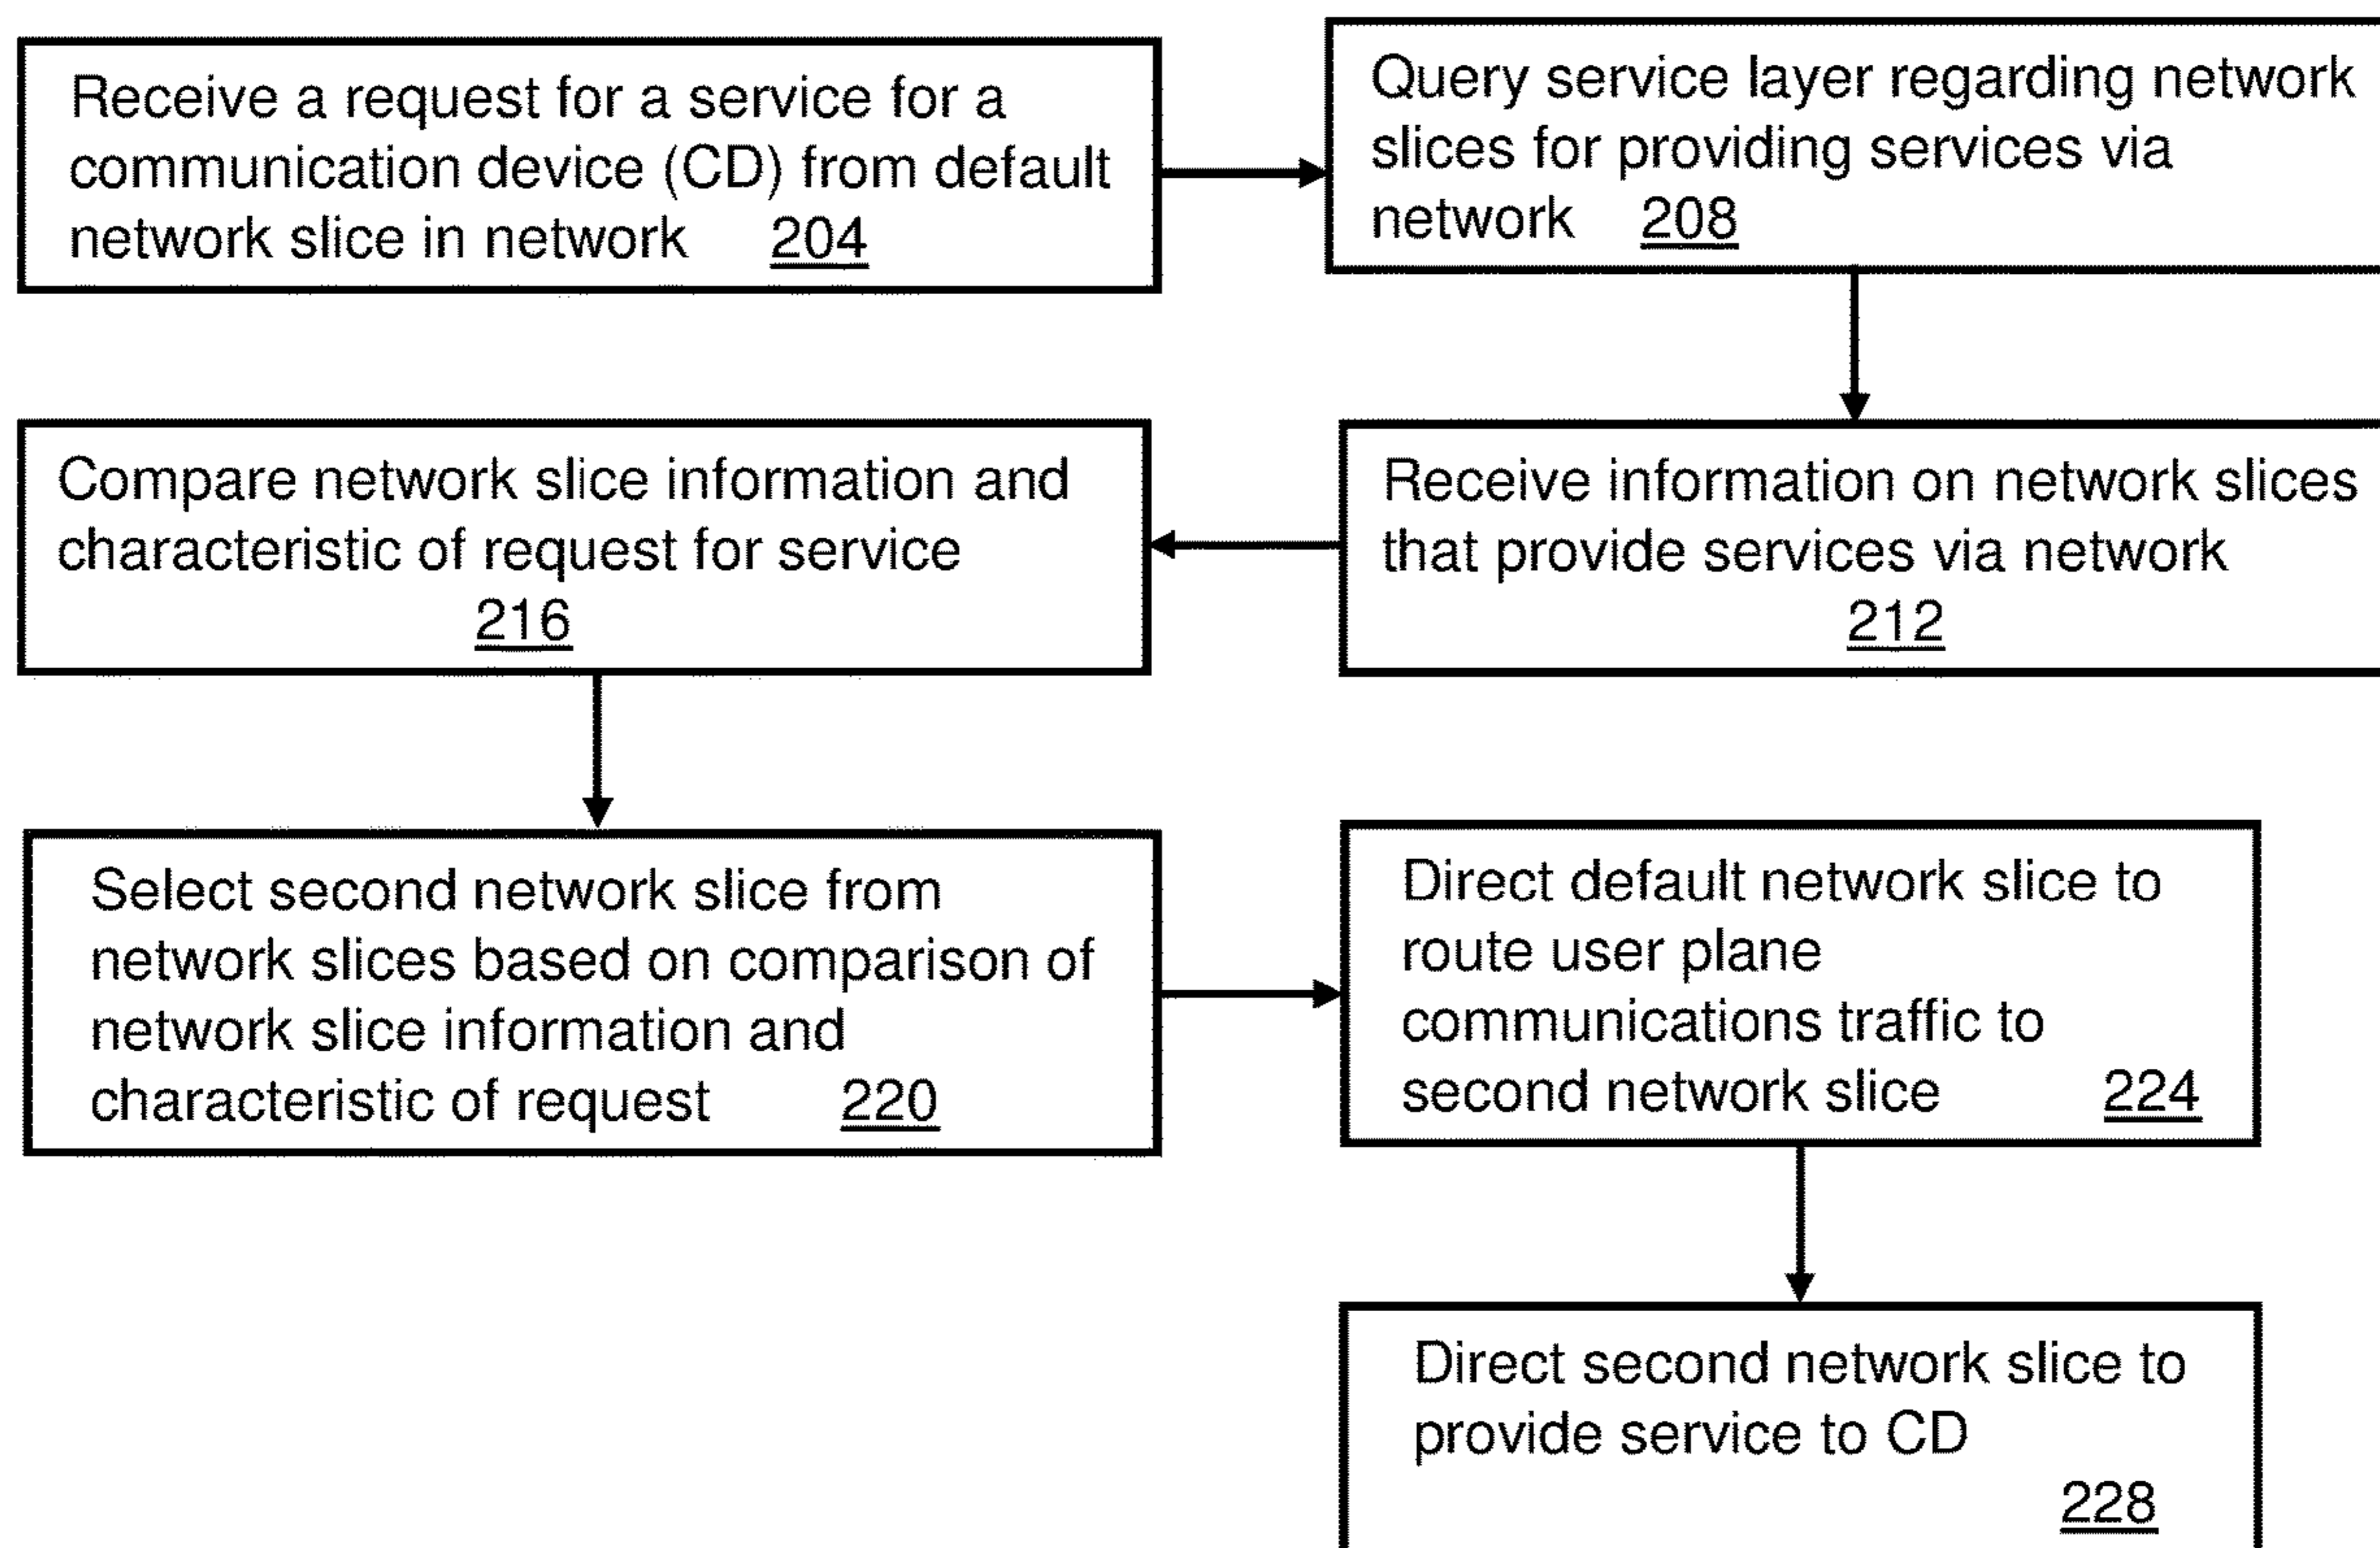 Receive a request for a service for a
communication device (CD) from default
network slice in network 204
Query service layer regarding network
slices for providing services via
network 208
Receive information on network slices
that provide services via network
212
Compare network slice information and
characteristic of request for service
216
Select second network slice from
network slices based on comparison of
network slice information and
characteristic of request 220
Direct default network slice to
route user plane
communications traffic to
second network slice 224
Direct second network slice to
provide service to CD
228